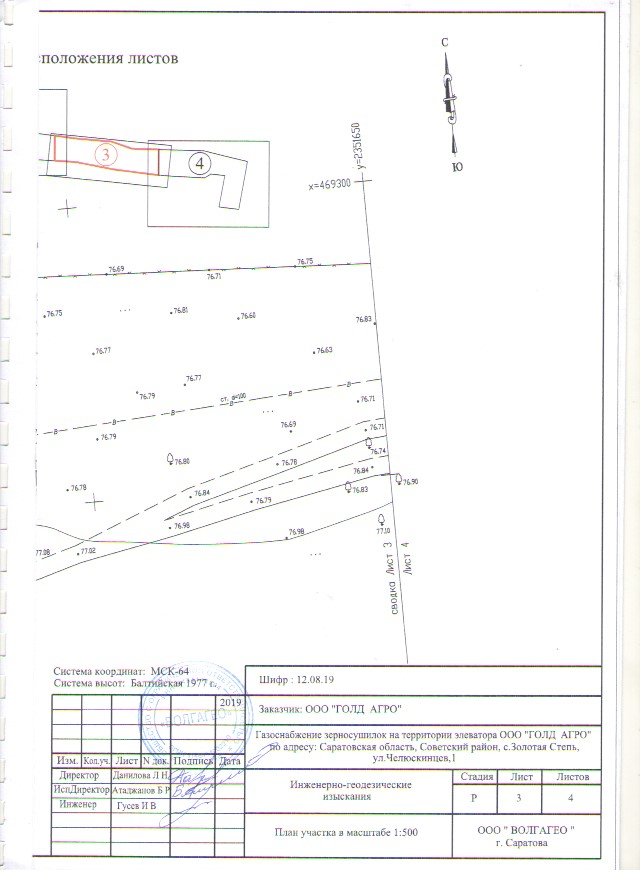 С
сположения листов
у=2351650
3
4
Ю
х=469300
76.69
76.75
76.71
76.75
76.81
76.60
76.83
76.77
76.63
76.77
76.79
В
ст. ø=100
В
В
76.71
В
В
76.79
76.69
76.71
76.80
76.78
76.74
76.84
76.78
76.84
76.79
76.83
76.90
76.98
77.10
76.98
77.08
77.02
сводка Лист 3
Лист 4
Система координат: МСК-64
Система высот: Балтийская 1977 г.
Шифр : 12.08.19
2019
Заказчик: ООО "ГОЛД АГРО"
"ВОЛГАГЕО"
Газоснабжение зерносушилок на территории элеватора ООО "ГОЛД АГРО"
по адресу: Саратовская область, Советский район, с.Золотая Степь,
ул.Челюскинцев,1
Изм. Кол.уч. Лист N док. Подпись Дата
Директор Данилова Л Н
ИспДиректор Атаджанов Б Р
Инженер Гусев И В
Инженерно-геодезические
изыскания
Стадия Лист Листов
Р 3 4
План участка в масштабе 1:500
ООО " ВОЛГАГЕО "
г. Саратова